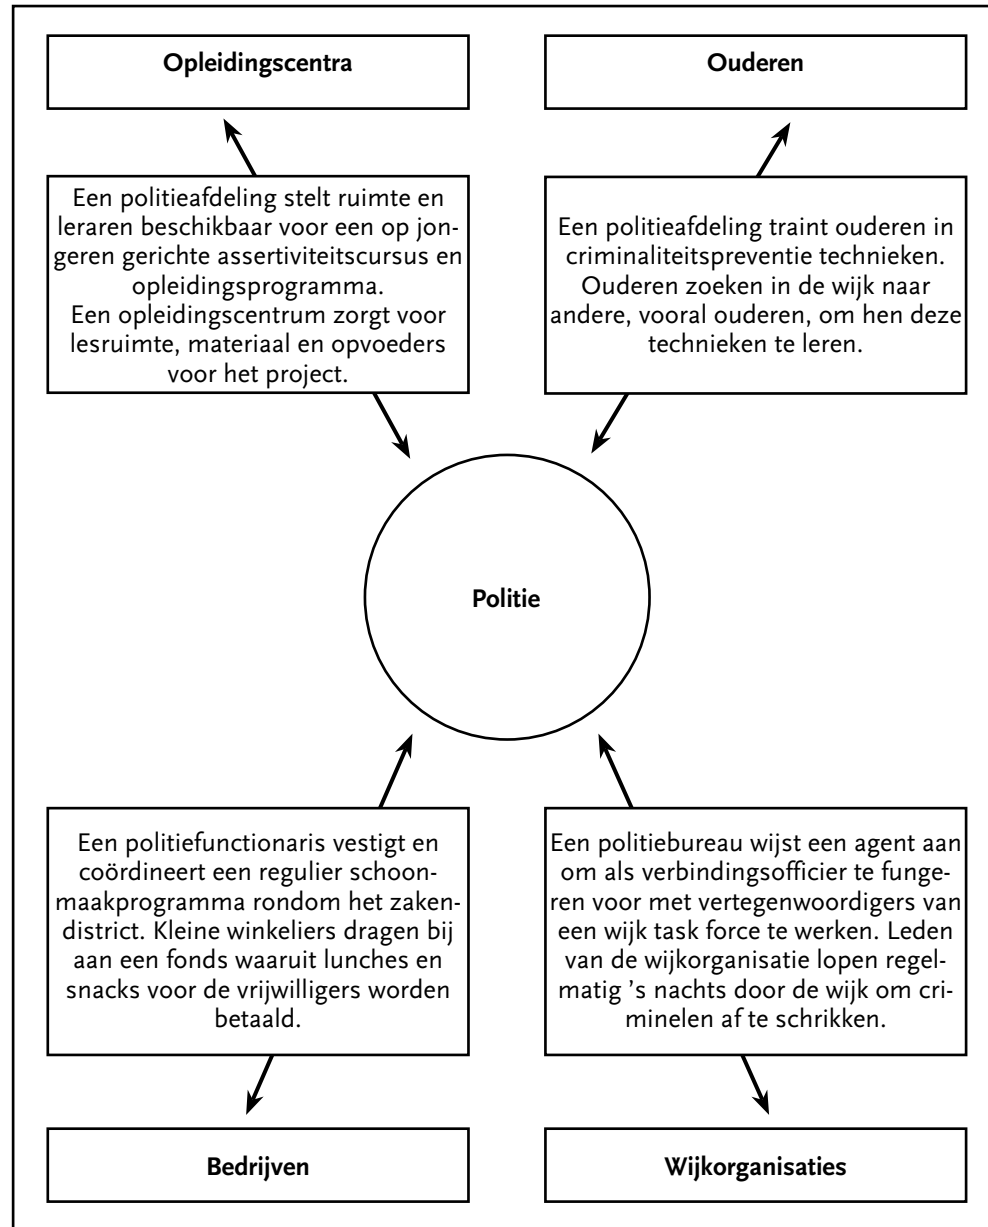 Opleidingscentra
Ouderen
Een politieafdeling stelt ruimte en
leraren beschikbaar voor een op jon-
geren gerichte assertiviteitscursus en
opleidingsprogramma.
Een opleidingscentrum zorgt voor
lesruimte, materiaal en opvoeders
voor het project.
Een politieafdeling traint ouderen in
criminaliteitspreventie technieken.
Ouderen zoeken in de wijk naar
andere, vooral ouderen, om hen deze
technieken te leren.
Politie
Een politiefunctionaris vestigt en
coördineert een regulier schoon-
maakprogramma rondom het zaken-
district. Kleine winkeliers dragen bij
aan een fonds waaruit lunches en
snacks voor de vrijwilligers worden
betaald.
Een politiebureau wijst een agent aan
om als verbindingsofficier te funge-
ren voor met vertegenwoordigers van
een wijk task force te werken. Leden
van de wijkorganisatie lopen regel-
matig ’s nachts door de wijk om cri-
minelen af te schrikken.
Bedrijven
Wijkorganisaties